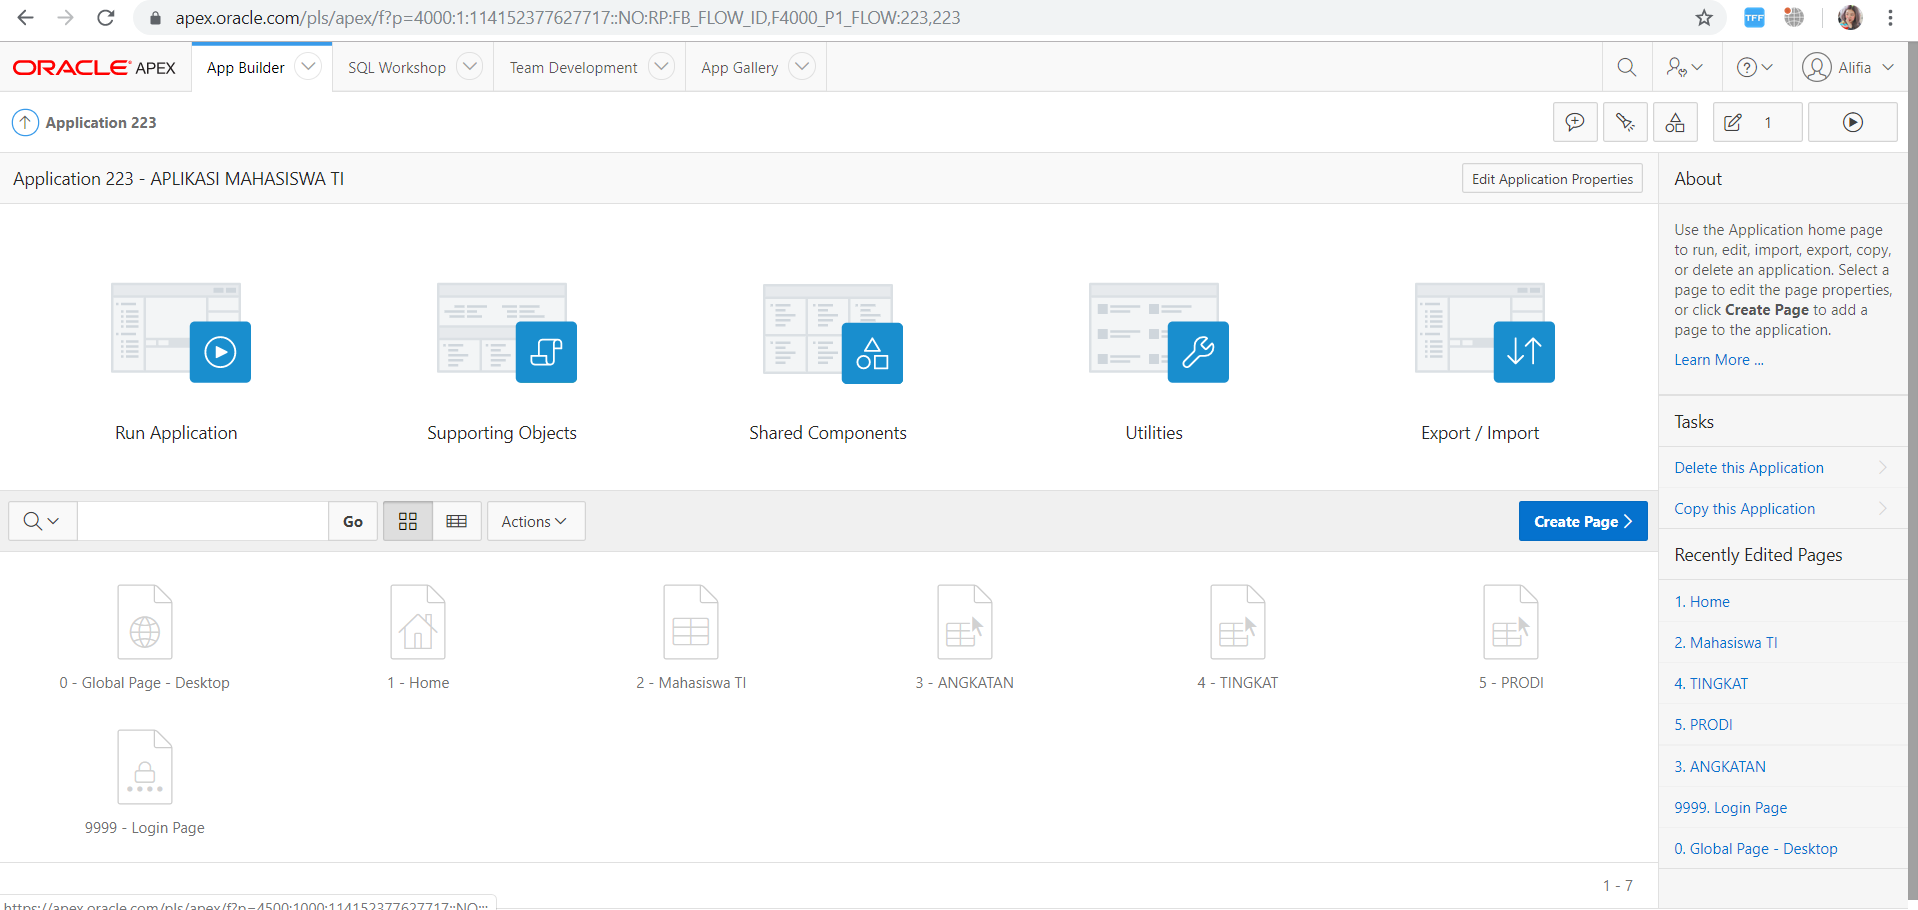 apex.oracle.com/pls/apex/f?p=4000:1:114152377627717::NO:RP:FB_FLOW_ID,F4000_P1_FLOW:223,223
TFF
ORACLE APEX
App Builder
SQL Workshop
Team Development
App Gallery
Alifia
Application 223
1
Application 223 - APLIKASI MAHASISWA TI
Edit Application Properties
Run Application
Supporting Objects
Shared Components
Utilities
Export / Import
Go
Actions
Create Page
0 - Global Page - Desktop
1 - Home
2 - Mahasiswa TI
3 - ANGKATAN
4 - TINGKAT
5 - PRODI
9999 - Login Page
1 - 7
About
Use the Application home page
to run, edit, import, export, copy,
or delete an application. Select a
page to edit the page properties,
or click Create Page to add a
page to the application.
Learn More ...
Tasks
Delete this Application
Copy this Application
Recently Edited Pages
1. Home
2. Mahasiswa TI
4. TINGKAT
5. PRODI
3. ANGKATAN
9999. Login Page
0. Global Page - Desktop
https://apex.oracle.com/pls/apex/f?p=4500:1000:114152377627717::NO:::